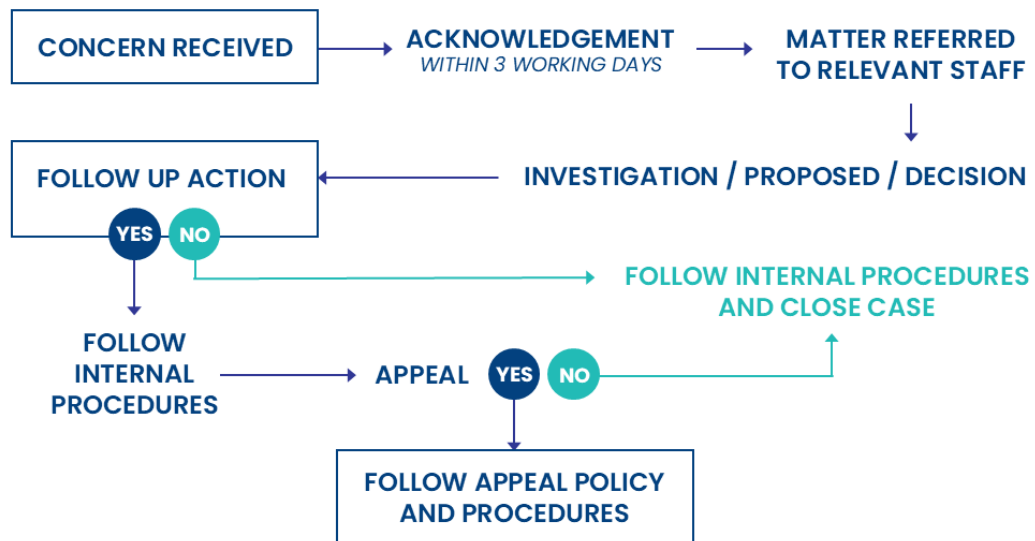 CONCERN RECEIVED
ACKNOWLEDGEMENT
WITHIN 3 WORKING DAYS
MATTER REFERRED
TO RELEVANT STAFF
FOLLOW UP ACTION
INVESTIGATION / PROPOSED / DECISION
YES
NO
FOLLOW INTERNAL PROCEDURES
AND CLOSE CASE
FOLLOW
INTERNAL
PROCEDURES
APPEAL
YES
NO
FOLLOW APPEAL POLICY
AND PROCEDURES